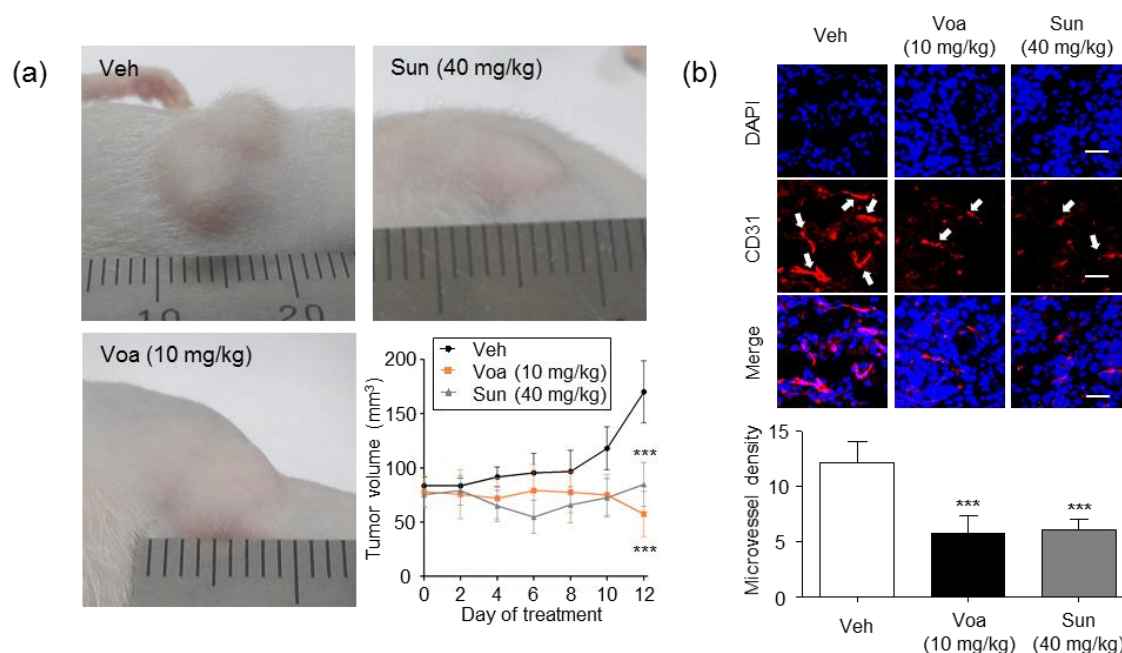 (a)
Veh
Sun (40 mg/kg)
10
20
Voa (10 mg/kg)
Tumor volume (mm³)
200
150
100
50
0
Veh
Voa (10 mg/kg)
Sun (40 mg/kg)
***
***
0 2 4 6 8 10 12
Day of treatment
(b)
Veh
Voa
(10 mg/kg)
Sun
(40 mg/kg)
DAPI
CD31
Merge
Microvessel density
15
10
5
0
***
***
Veh
Voa
(10 mg/kg)
Sun
(40 mg/kg)